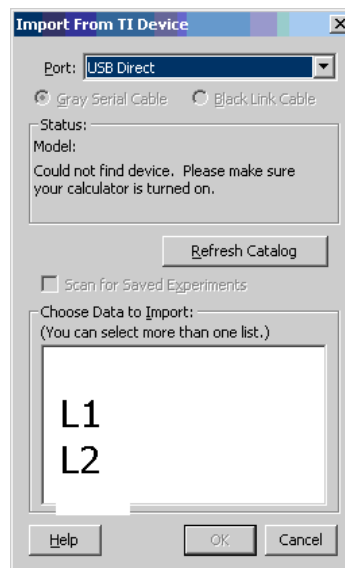 Import From TI Device
Port: USB Direct
Gray Serial Cable Black Link Cable
Status:
Model:
Could not find device. Please make sure
your calculator is turned on.
Refresh Catalog
Scan for Saved Experiments
Choose Data to Import:
(You can select more than one list.)
L1
L2
Help OK Cancel